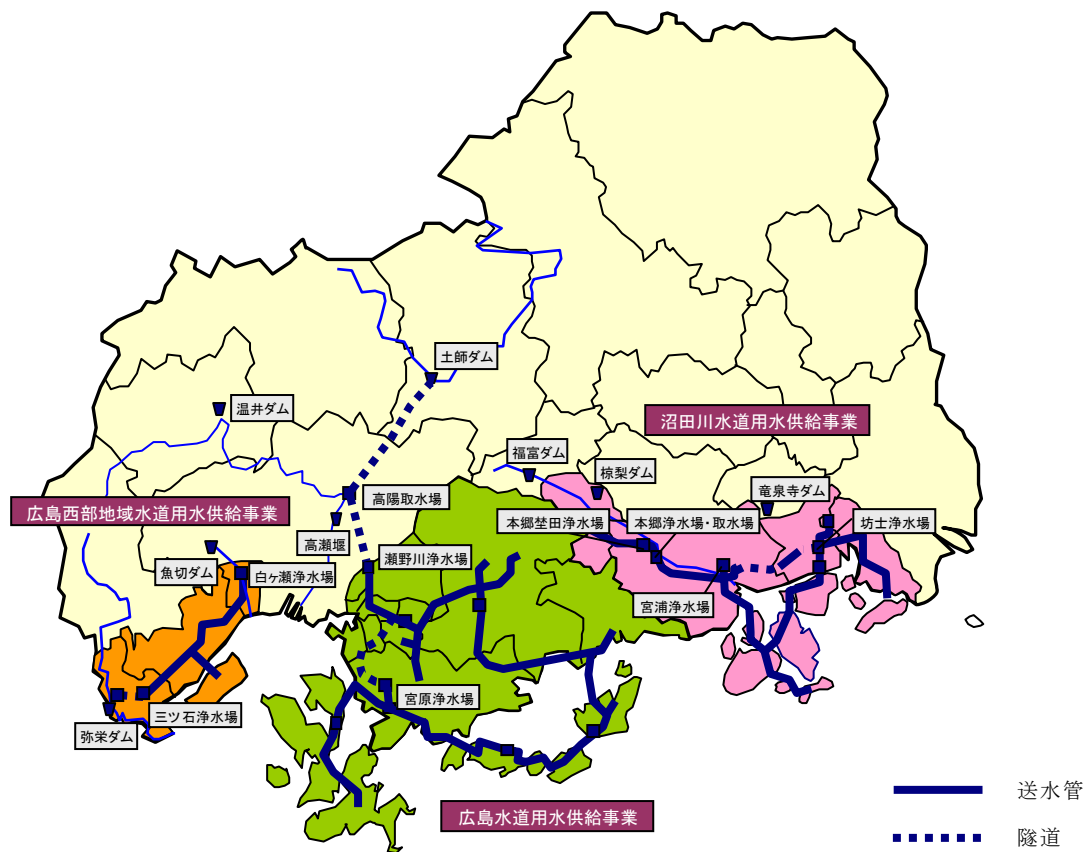 土師ダム
温井ダム
沼田川水道用水供給事業
福富ダム
椋梨ダム
竜泉寺ダム
高陽取水場
広島西部地域水道用水供給事業
本郷埜田浄水場
本郷浄水場・取水場
坊士浄水場
高瀬堰
瀬野川浄水場
魚切ダム
白ヶ瀬浄水場
宮浦浄水場
宮原浄水場
三ツ石浄水場
弥栄ダム
広島水道用水供給事業
送水管
隧道